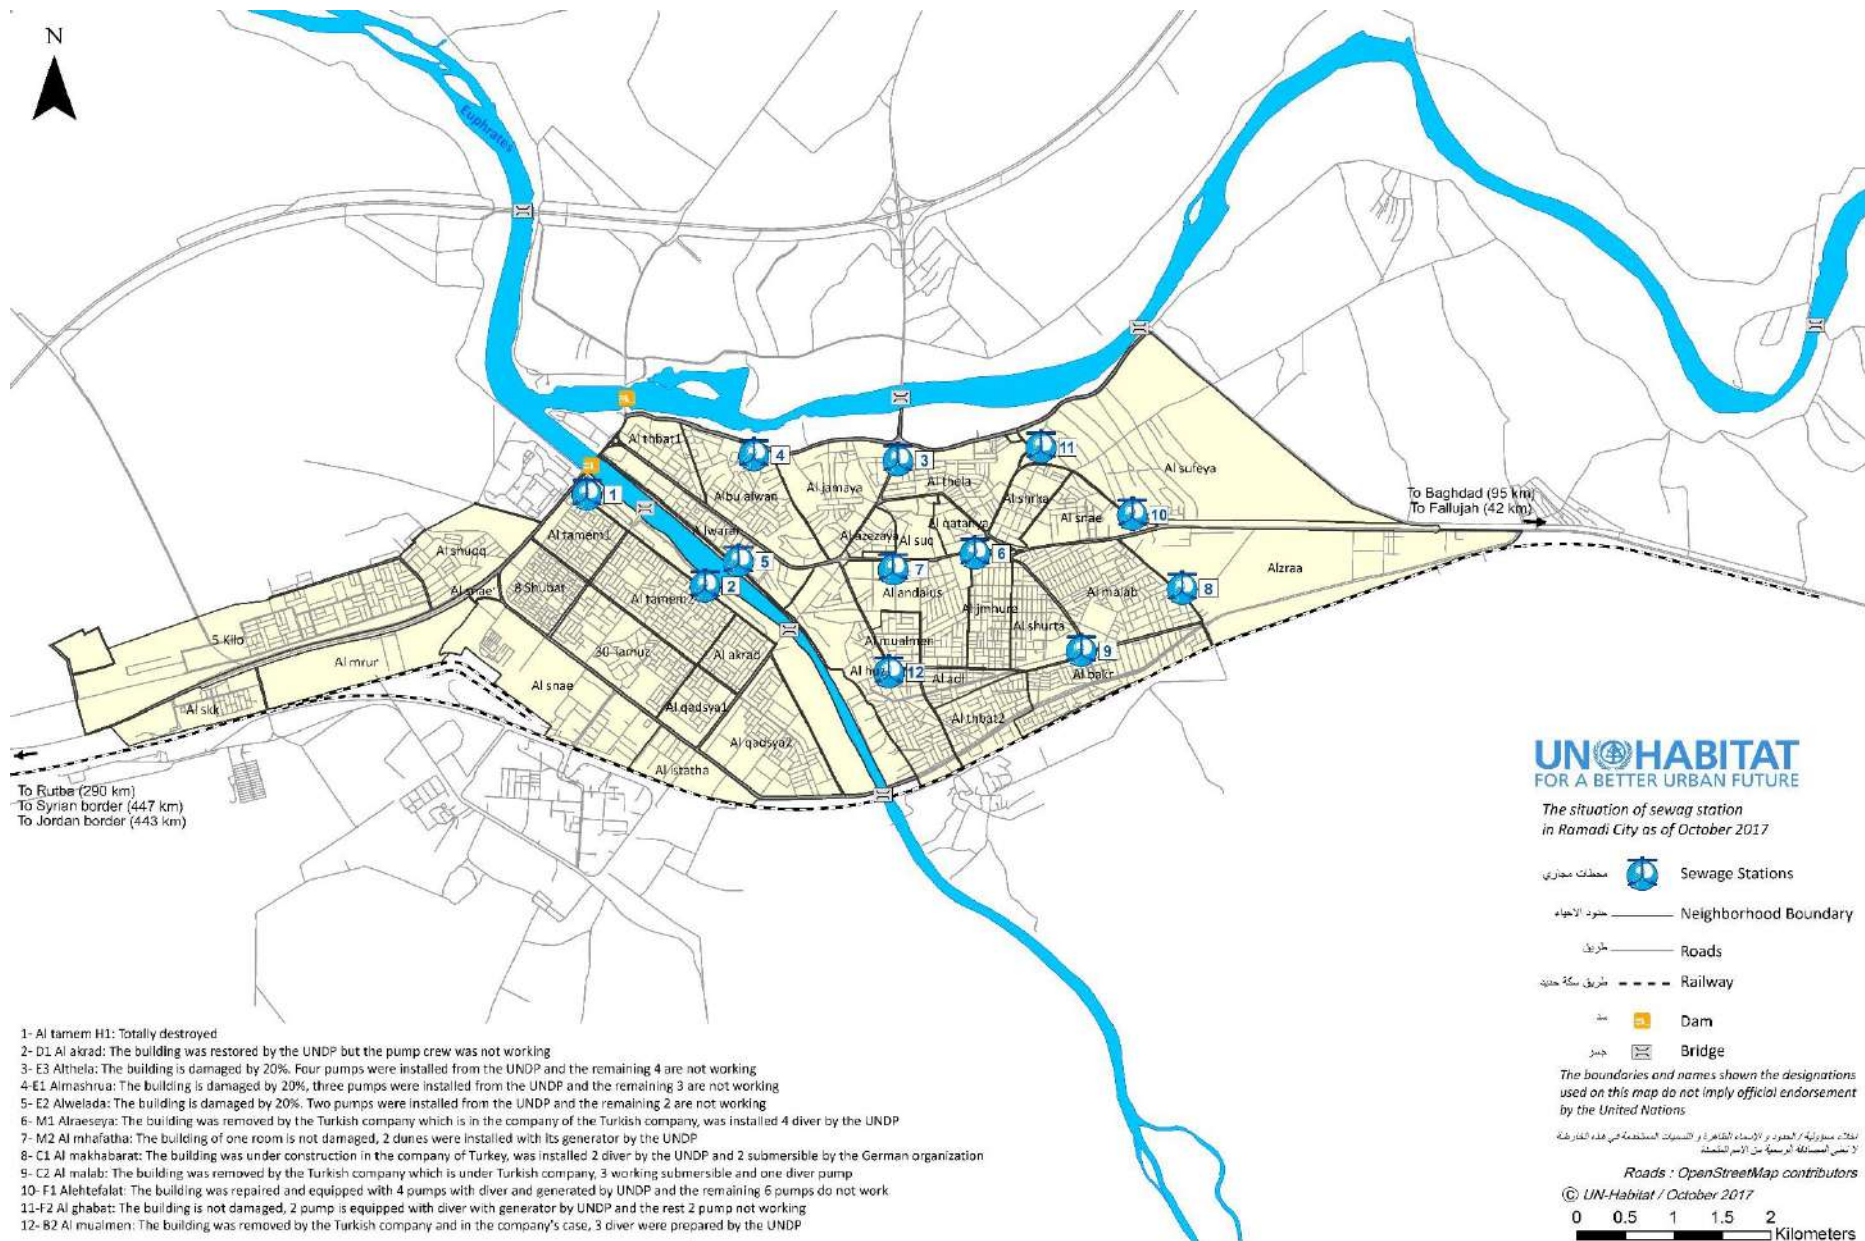 N
Euphrates
Al thbat1
4
3
11
Al sufeya
Albu alwan
Al jamaya
Al thela
To Baghdad (95 km)
To Fallujah (42 km)
1
Al shrka
Al snae
10
Al qatanya
Al tamem1
Al warar
Al azezaya
Al suq
6
Al shuqq
5
7
Alzraa
Al snae'
8 Shubat
2
Al tamem2
Al andalus
Al malab
8
Al jmhure
Al shurta
5 Kilo
Al mualmen
30 Tamuz
Al akrad
9
Al mrur
12
Al adl
Al bakr
Al snae
Al skk
Al qadsya1
Al thbat2
Al qadsya2
Al istatha
To Rutba (290 km)
To Syrian border (447 km)
To Jordan border (443 km)
UN HABITAT
FOR A BETTER URBAN FUTURE
The situation of sewag station
in Ramadi City as of October 2017
محطات مجاري Sewage Stations
حدود الاحياء Neighborhood Boundary
طريق Roads
طريق سكة حديد Railway
سد Dam
جسر Bridge
The boundaries and names shown the designations
used on this map do not imply official endorsement
by the United Nations
Roads : OpenStreetMap contributors
© UN-Habitat / October 2017
0 0.5 1 1.5 2
Kilometers
1- Al tamem H1: Totally destroyed
2- D1 Al akrad: The building was restored by the UNDP but the pump crew was not working
3- E3 Althela: The building is damaged by 20%. Four pumps were installed from the UNDP and the remaining 4 are not working
4-E1 Almashrua: The building is damaged by 20%, three pumps were installed from the UNDP and the remaining 3 are not working
5- E2 Alwelada: The building is damaged by 20%. Two pumps were installed from the UNDP and the remaining 2 are not working
6- M1 Alraeseya: The building was removed by the Turkish company which is in the company of the Turkish company, was installed 4 diver by the UNDP
7- M2 Al mhafatha: The building of one room is not damaged, 2 dunes were installed with its generator by the UNDP
8- C1 Al makhabarat: The building was under construction in the company of Turkey, was installed 2 diver by the UNDP and 2 submersible by the German organization
9- C2 Al malab: The building was removed by the Turkish company which is under Turkish company, 3 working submersible and one diver pump
10- F1 Alehtefalat: The building was repaired and equipped with 4 pumps with diver and generated by UNDP and the remaining 6 pumps do not work
11-F2 Al ghabat: The building is not damaged, 2 pump is equipped with diver with generator by UNDP and the rest 2 pump not working
12- B2 Al mualmen: The building was removed by the Turkish company and in the company's case, 3 diver were prepared by the UNDP